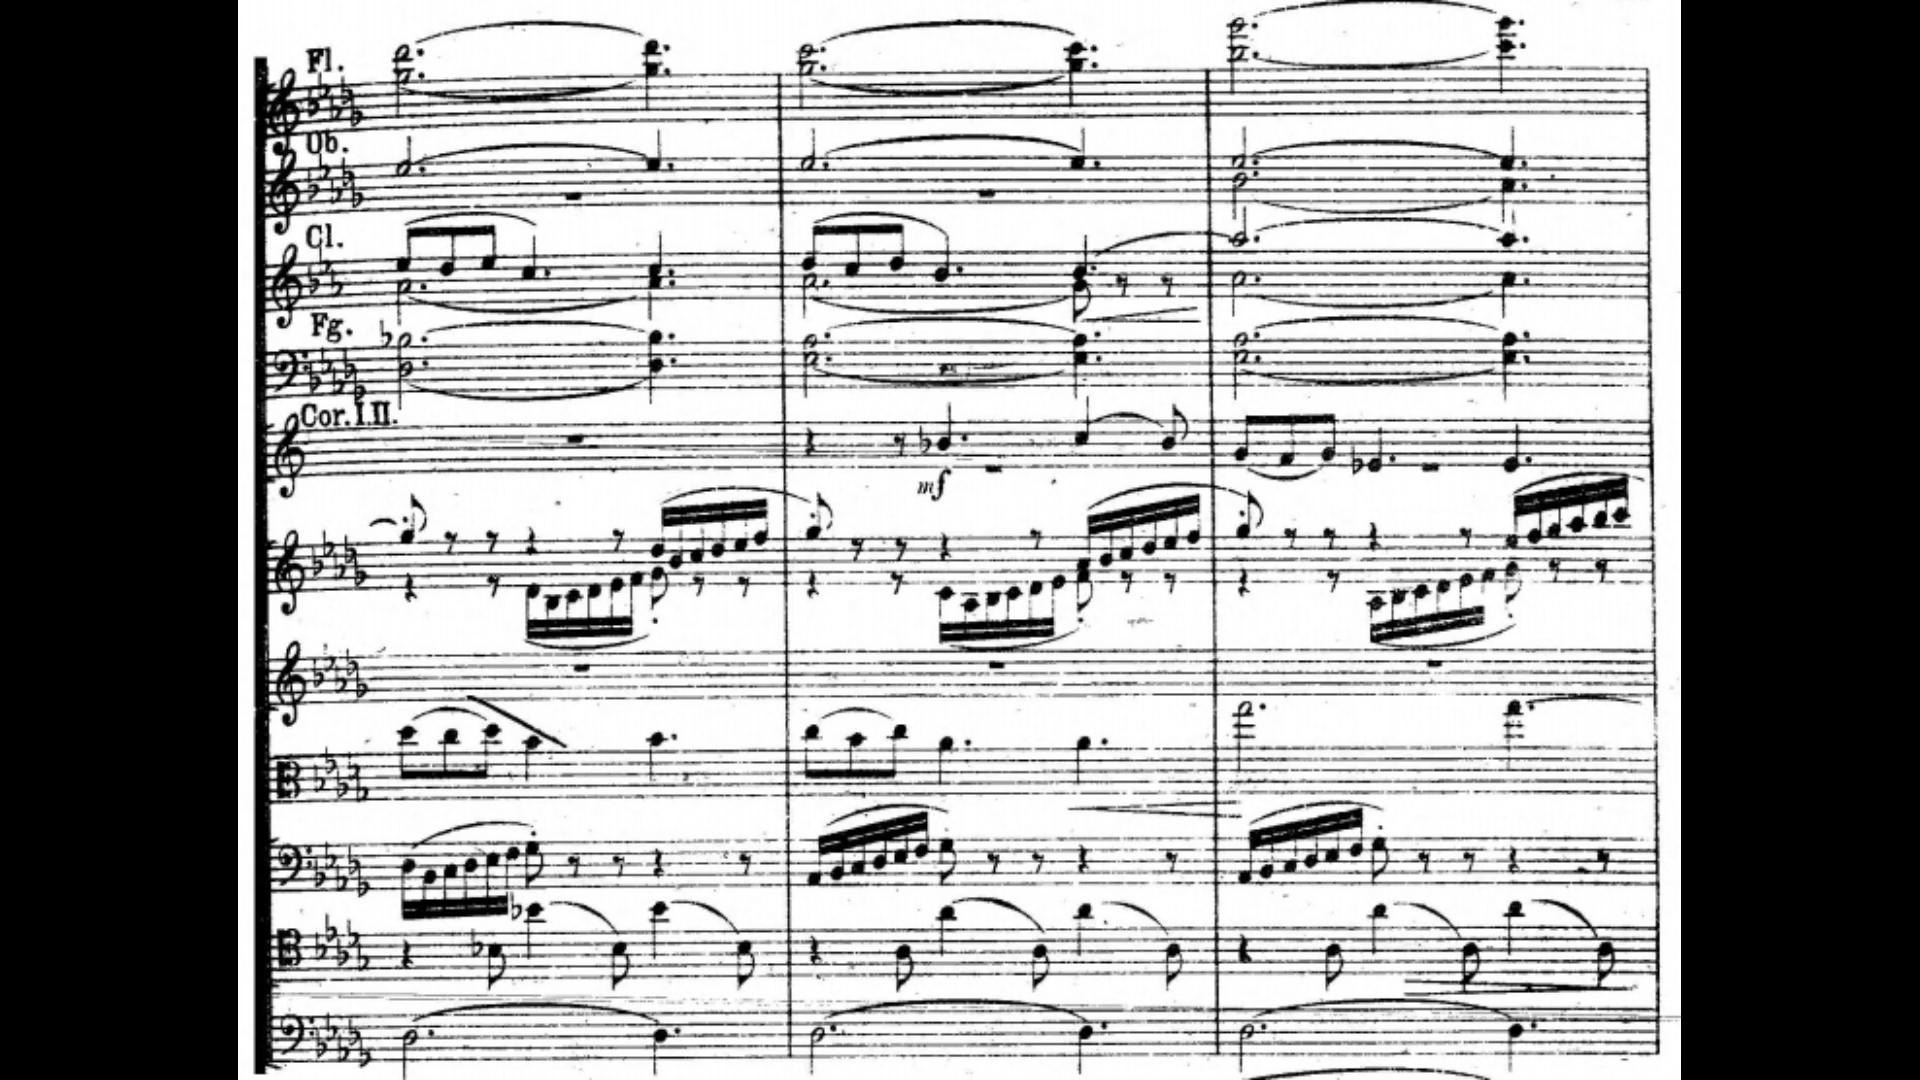 Fl.
Ob.
Cl.
Fg.
Cor. I.II.
mf